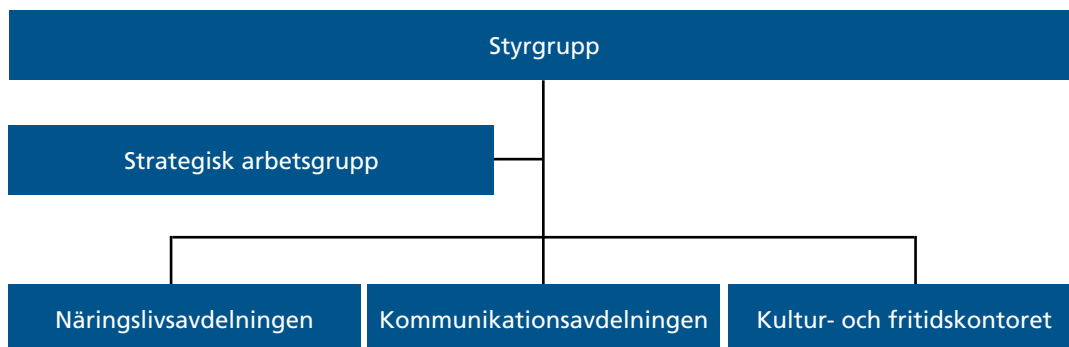 Styrgrupp
Strategisk arbetsgrupp
Näringslivsavdelningen
Kommunikationsavdelningen
Kultur- och fritidskontoret